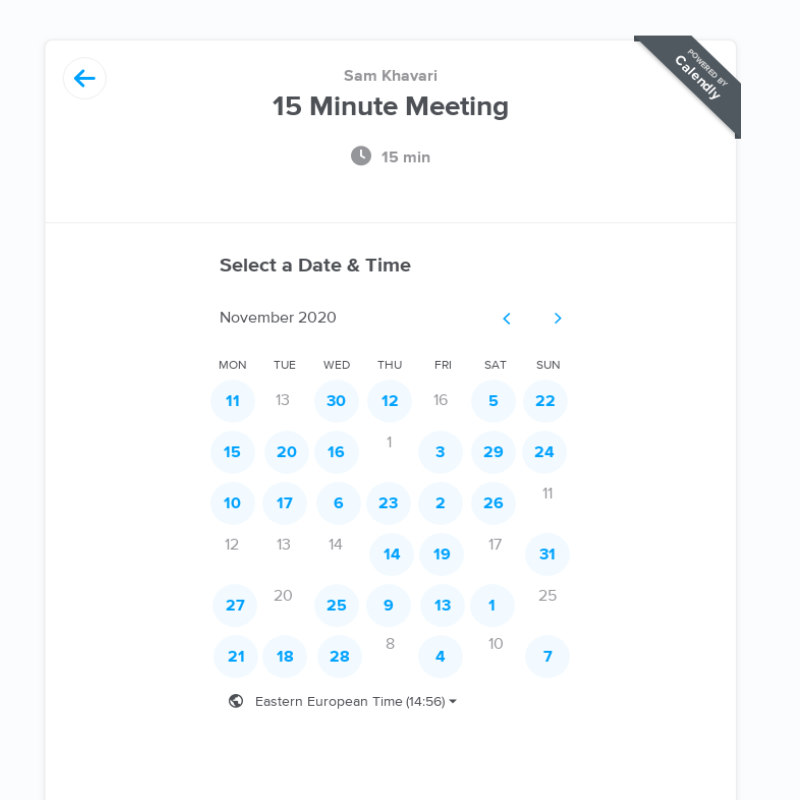 POWERED BY
Calendly
Sam Khavari
15 Minute Meeting
15 min
Select a Date & Time
November 2020
MON TUE WED THU FRI SAT SUN
11 13 30 12 16 5 22
15 20 16 1 3 29 24
10 17 6 23 2 26 11
12 13 14 14 19 17 31
27 20 25 9 13 1 25
21 18 28 8 4 10 7
Eastern European Time (14:56)